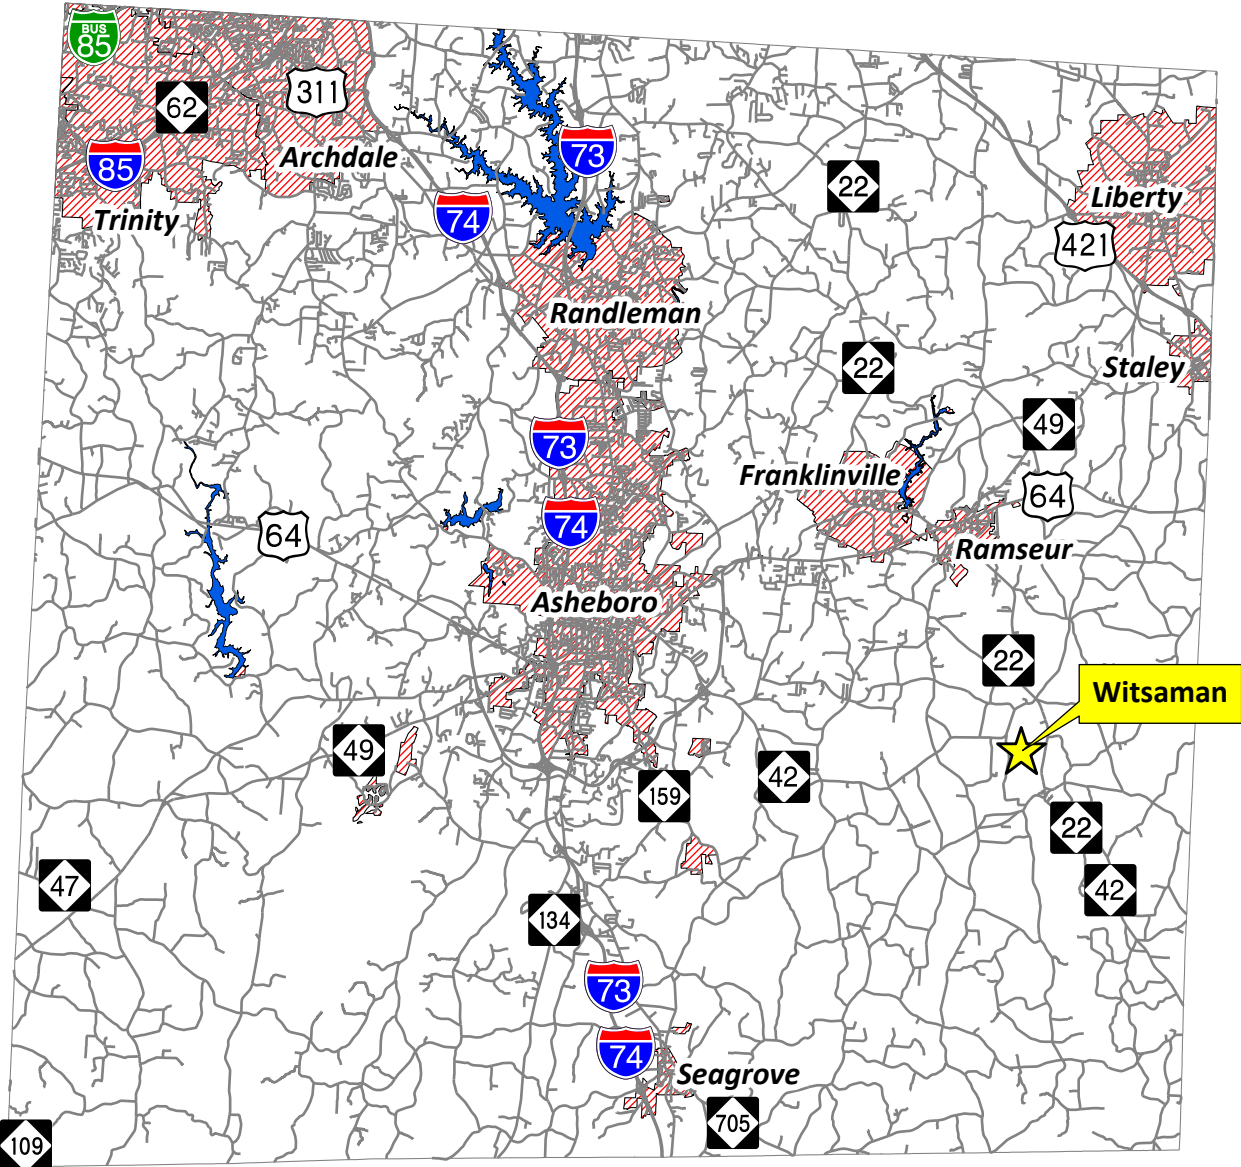 BUS
85
62
311
Archdale
85
Trinity
73
74
22
Liberty
421
Randleman
22
Staley
73
49
Franklinville
64
74
64
Ramseur
Asheboro
22
Witsaman
49
42
159
22
47
42
134
73
74
Seagrove
705
109